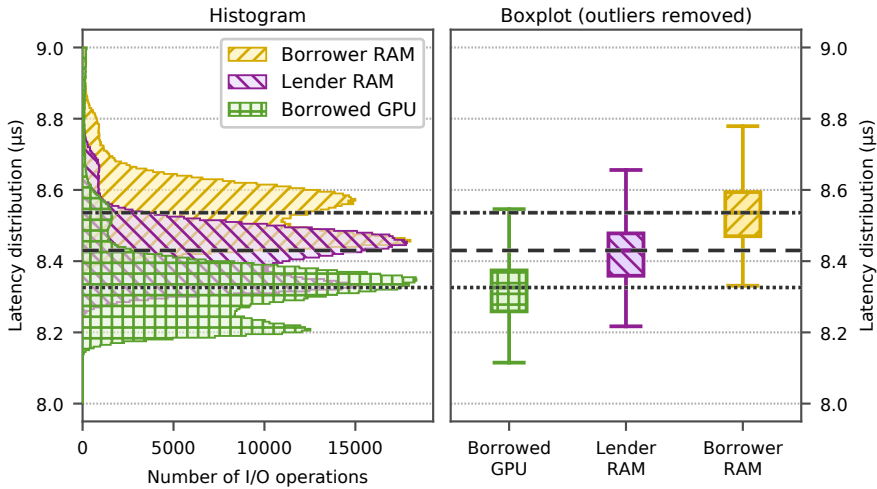 Histogram
Boxplot (outliers removed)
Latency distribution (µs)
9.0
8.8
8.6
8.4
8.2
8.0
Borrower RAM
Lender RAM
Borrowed GPU
0
5000
10000
15000
Number of I/O operations
Borrowed
GPU
Lender
RAM
Borrower
RAM
9.0
8.8
8.6
8.4
8.2
8.0
Latency distribution (µs)